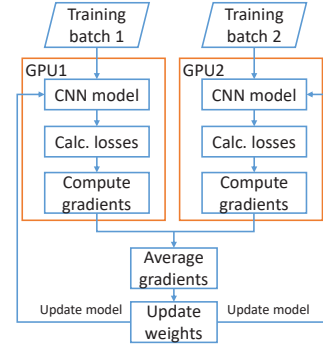 Training
batch 1
Training
batch 2
GPU1
CNN model
Calc. losses
Compute
gradients
GPU2
CNN model
Calc. losses
Compute
gradients
Average
gradients
Update model
Update
weights
Update model